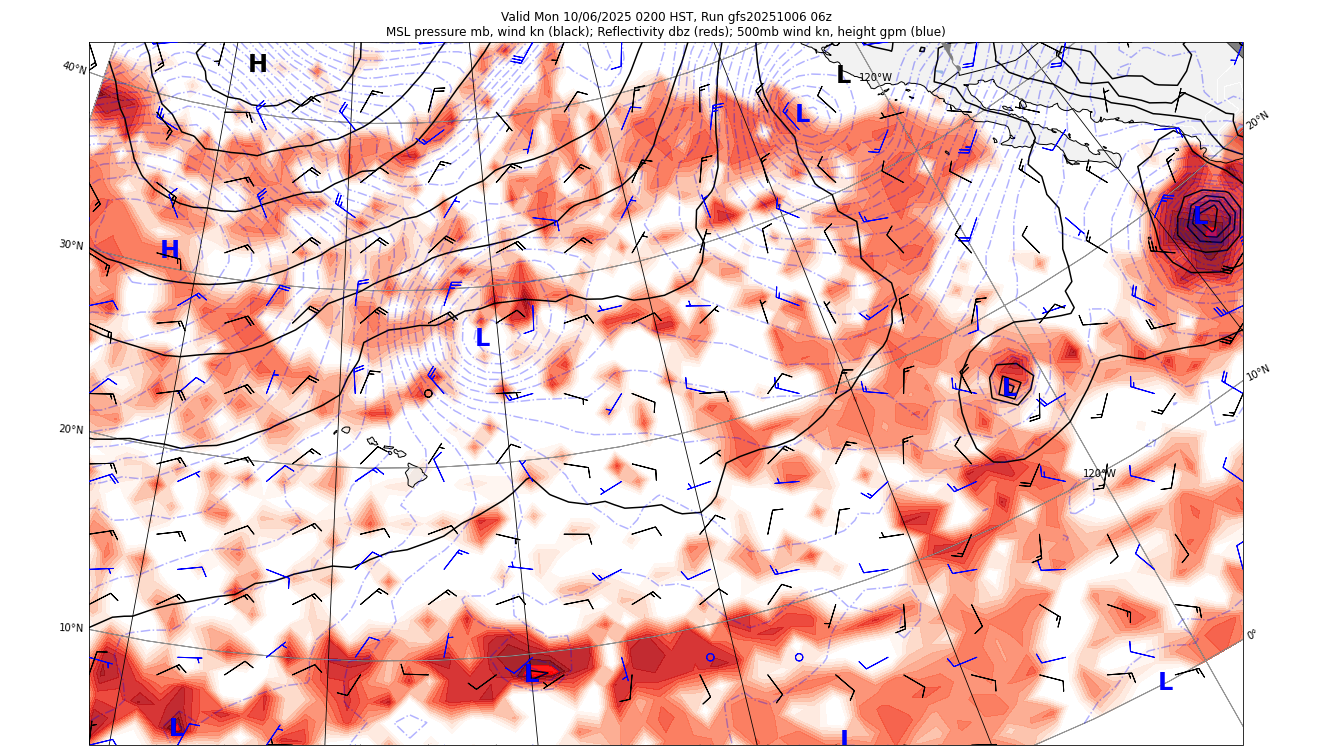 Valid Mon 10/06/2025 0200 HST, Run gfs20251006 06z
MSL pressure mb, wind kn (black); Reflectivity dbz (reds); 500mb wind kn, height gpm (blue)
40°N
H
L
120°W
L
20°N
L
H
30°N
L
10°N
L
20°N
120°W
10°N
0°
L
L
L
L